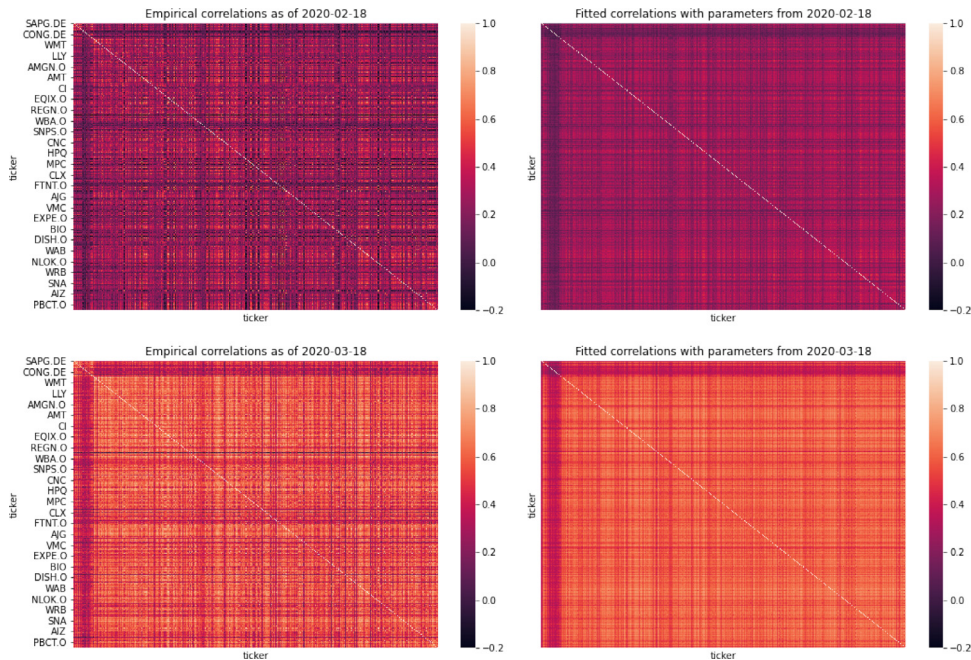 Empirical correlations as of 2020-02-18
SAPG.DE
CONG.DE
WMT
LLY
AMGN.O
AMT
CI
EQIX.O
REGN.O
WBA.O
SNPS.O
CNC
HPQ
MPC
CLX
FTNT.O
AJG
VMC
EXPE.O
BIO
DISH.O
WAB
NLOK.O
WRB
SNA
AIZ
PBCT.O
ticker
ticker
1.0
0.8
0.6
0.4
0.2
0.0
−0.2
Fitted correlations with parameters from 2020-02-18
ticker
1.0
0.8
0.6
0.4
0.2
0.0
−0.2
Empirical correlations as of 2020-03-18
SAPG.DE
CONG.DE
WMT
LLY
AMGN.O
AMT
CI
EQIX.O
REGN.O
WBA.O
SNPS.O
CNC
HPQ
MPC
CLX
FTNT.O
AJG
VMC
EXPE.O
BIO
DISH.O
WAB
NLOK.O
WRB
SNA
AIZ
PBCT.O
ticker
ticker
1.0
0.8
0.6
0.4
0.2
0.0
−0.2
Fitted correlations with parameters from 2020-03-18
ticker
1.0
0.8
0.6
0.4
0.2
0.0
−0.2